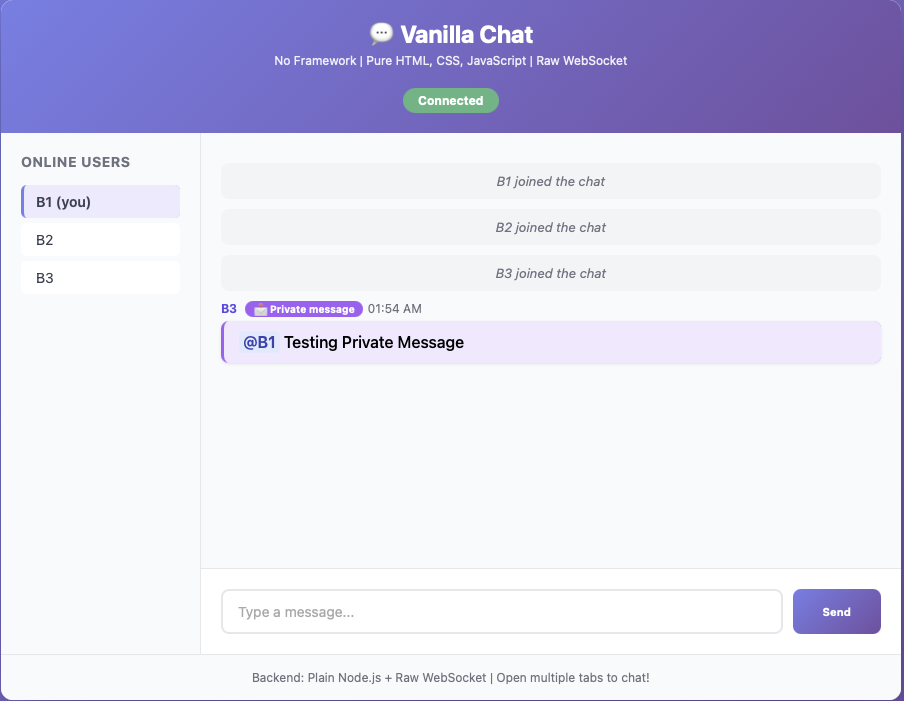 💬 Vanilla Chat
No Framework | Pure HTML, CSS, JavaScript | Raw WebSocket
Connected
ONLINE USERS
B1 (you)
B2
B3
B1 joined the chat
B2 joined the chat
B3 joined the chat
B3 📩 Private message 01:54 AM
@B1 Testing Private Message
Type a message...
Send
Backend: Plain Node.js + Raw WebSocket | Open multiple tabs to chat!